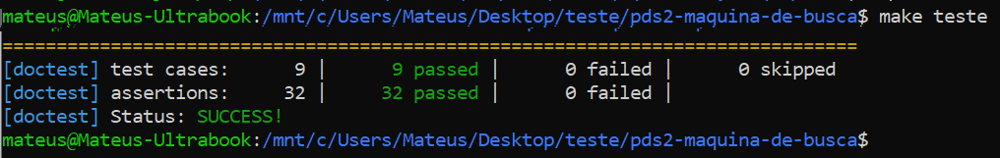 mateus@Mateus-Ultrabook:/mnt/c/Users/Mateus/Desktop/teste/pds2-maquina-de-busca$ make teste
===============================================================================
[doctest] test cases:      9 |      9 passed |      0 failed |      0 skipped
[doctest] assertions:     32 |     32 passed |      0 failed |
[doctest] Status: SUCCESS!
mateus@Mateus-Ultrabook:/mnt/c/Users/Mateus/Desktop/teste/pds2-maquina-de-busca$